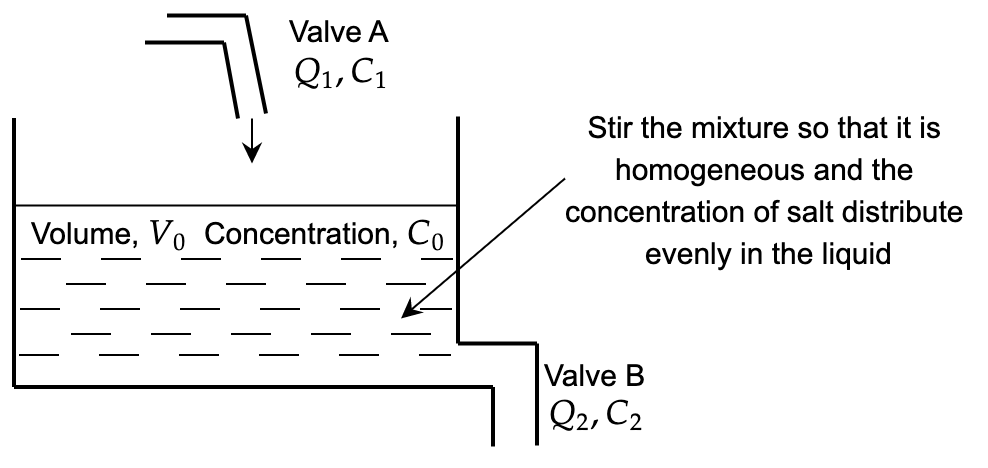 Valve A
Q₁, C₁
Stir the mixture so that it is
homogeneous and the
concentration of salt distribute
evenly in the liquid
Volume, V₀ Concentration, C₀
Valve B
Q₂, C₂